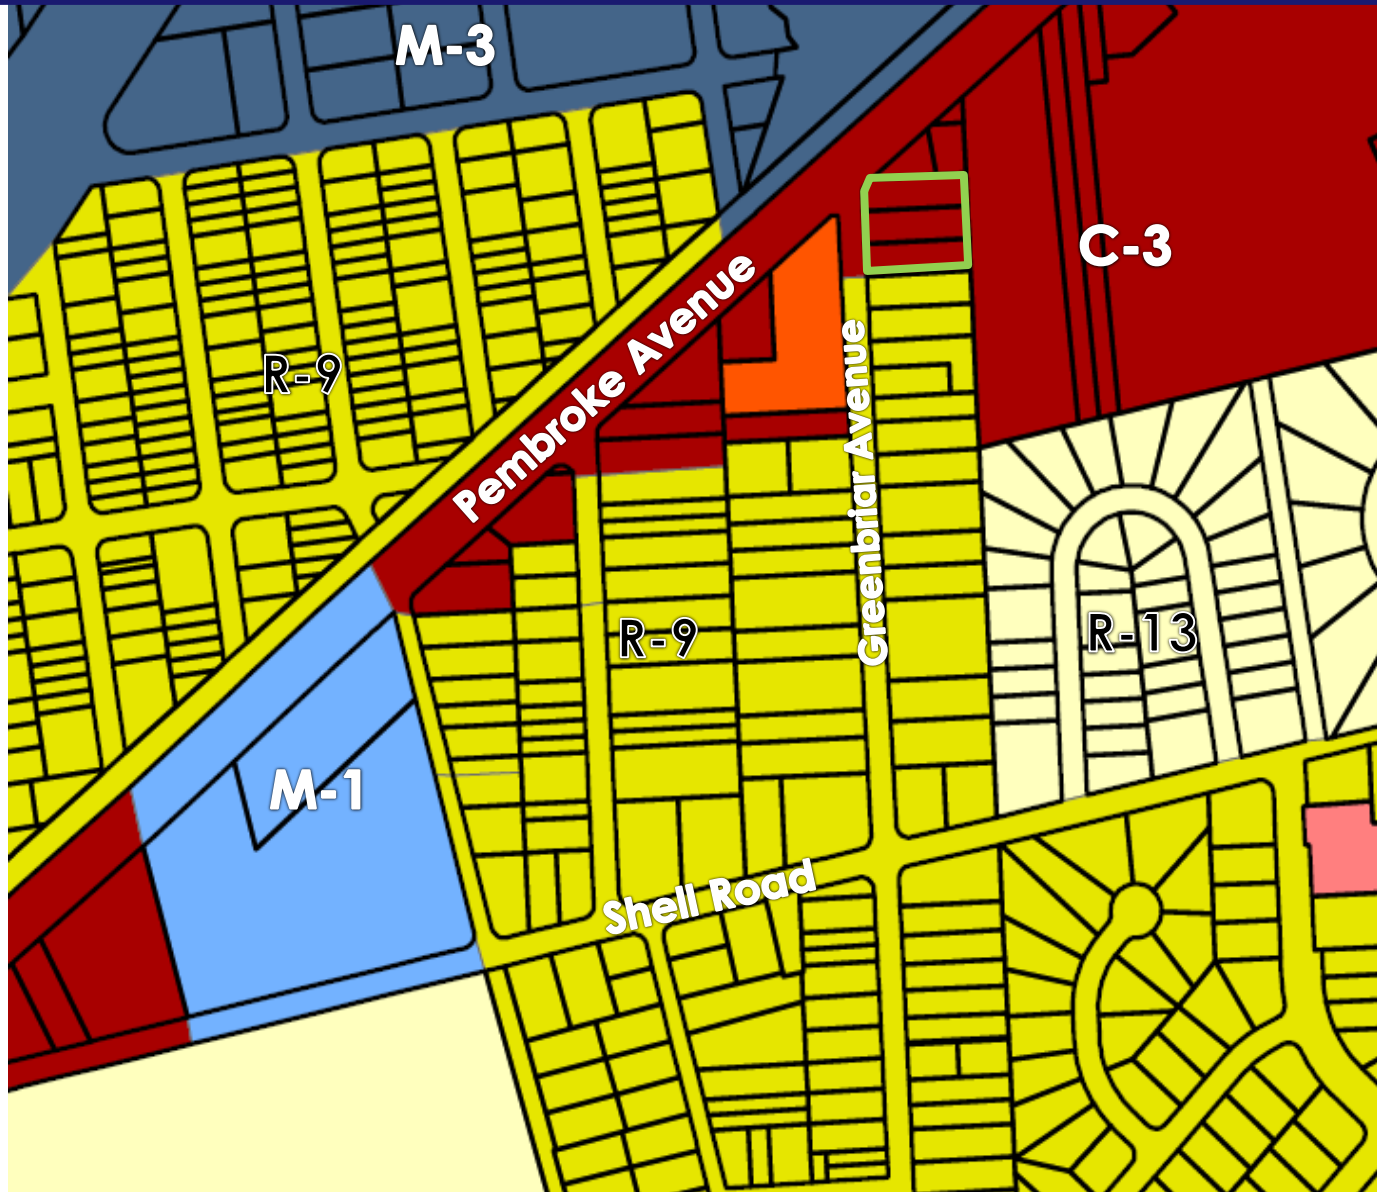 M-3
C-3
Pembroke Avenue
R-9
Greenbriar Avenue
R-9
R-13
M-1
Shell Road